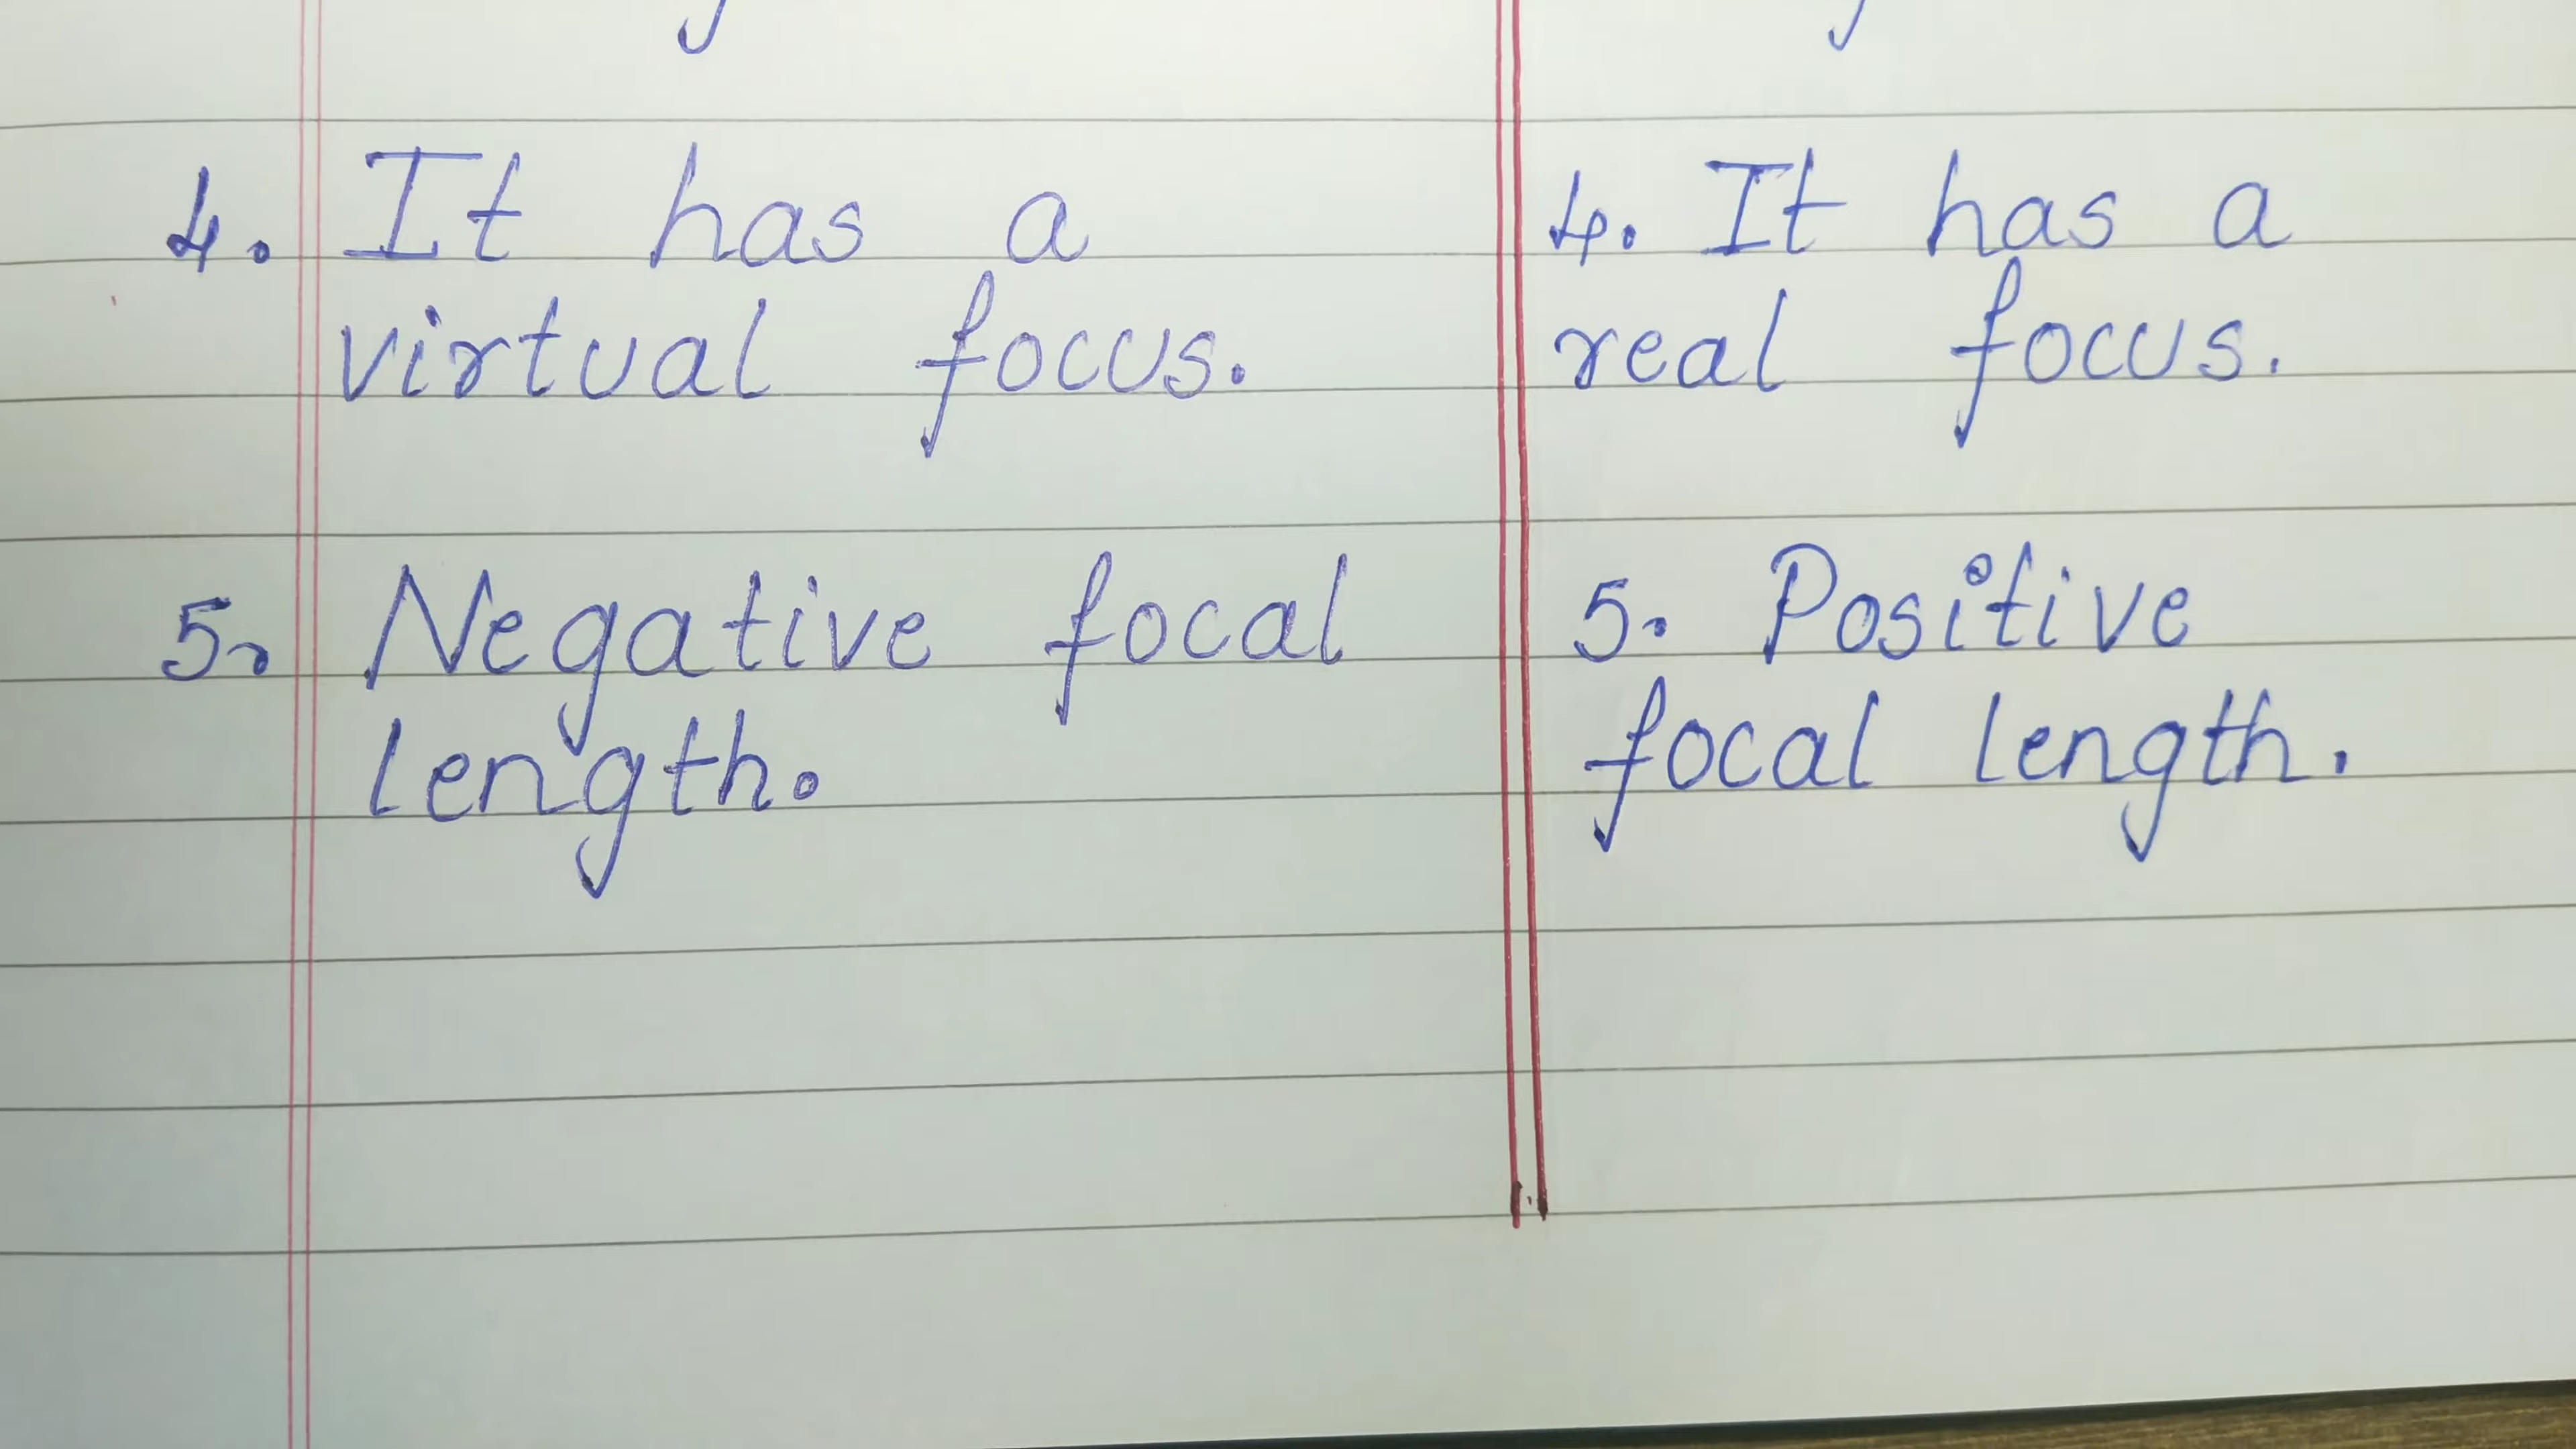 4. It has a
virtual focus.
5. Negative focal
length.
4. It has a
real focus.
5. Positive
focal length.